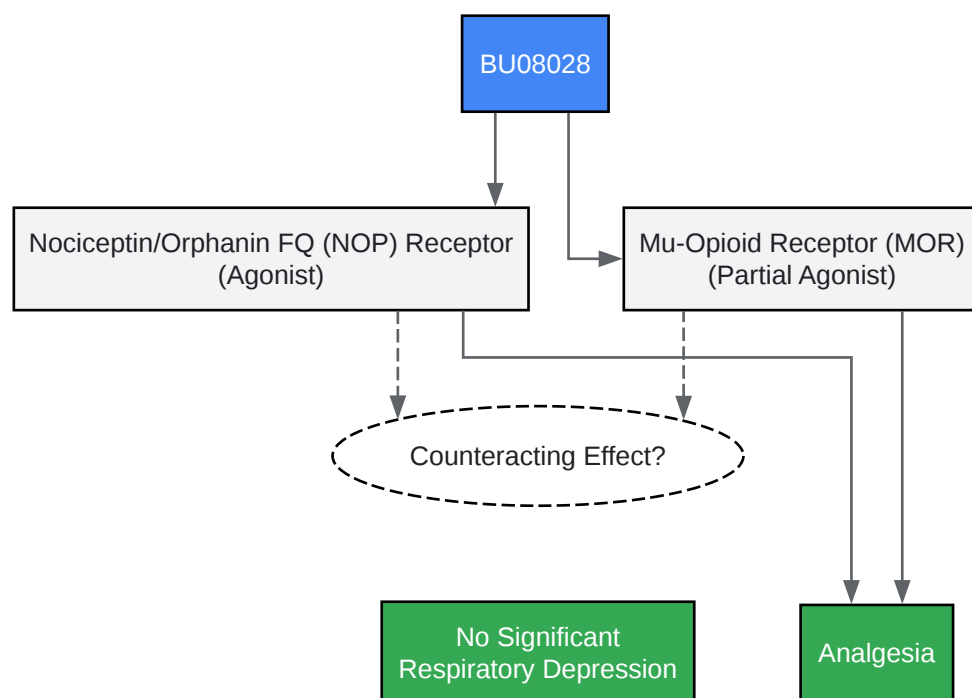 BU08028
Nociceptin/Orphanin FQ (NOP) Receptor
(Agonist)
Mu-Opioid Receptor (MOR)
(Partial Agonist)
Counteracting Effect?
No Significant
Respiratory Depression
Analgesia